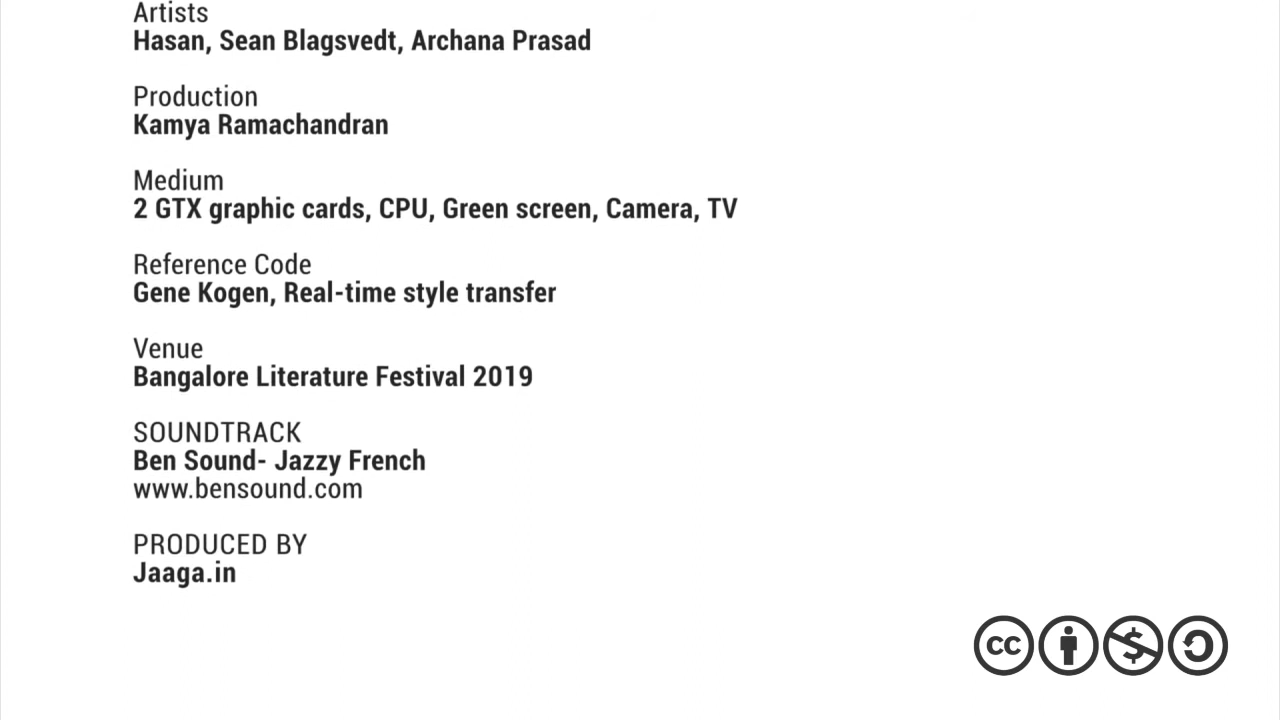 Artists
Hasan, Sean Blagsvedt, Archana Prasad
Production
Kamya Ramachandran
Medium
2 GTX graphic cards, CPU, Green screen, Camera, TV
Reference Code
Gene Kogen, Real-time style transfer
Venue
Bangalore Literature Festival 2019
SOUNDTRACK
Ben Sound- Jazzy French
www.bensound.com
PRODUCED BY
Jaaga.in
cc $